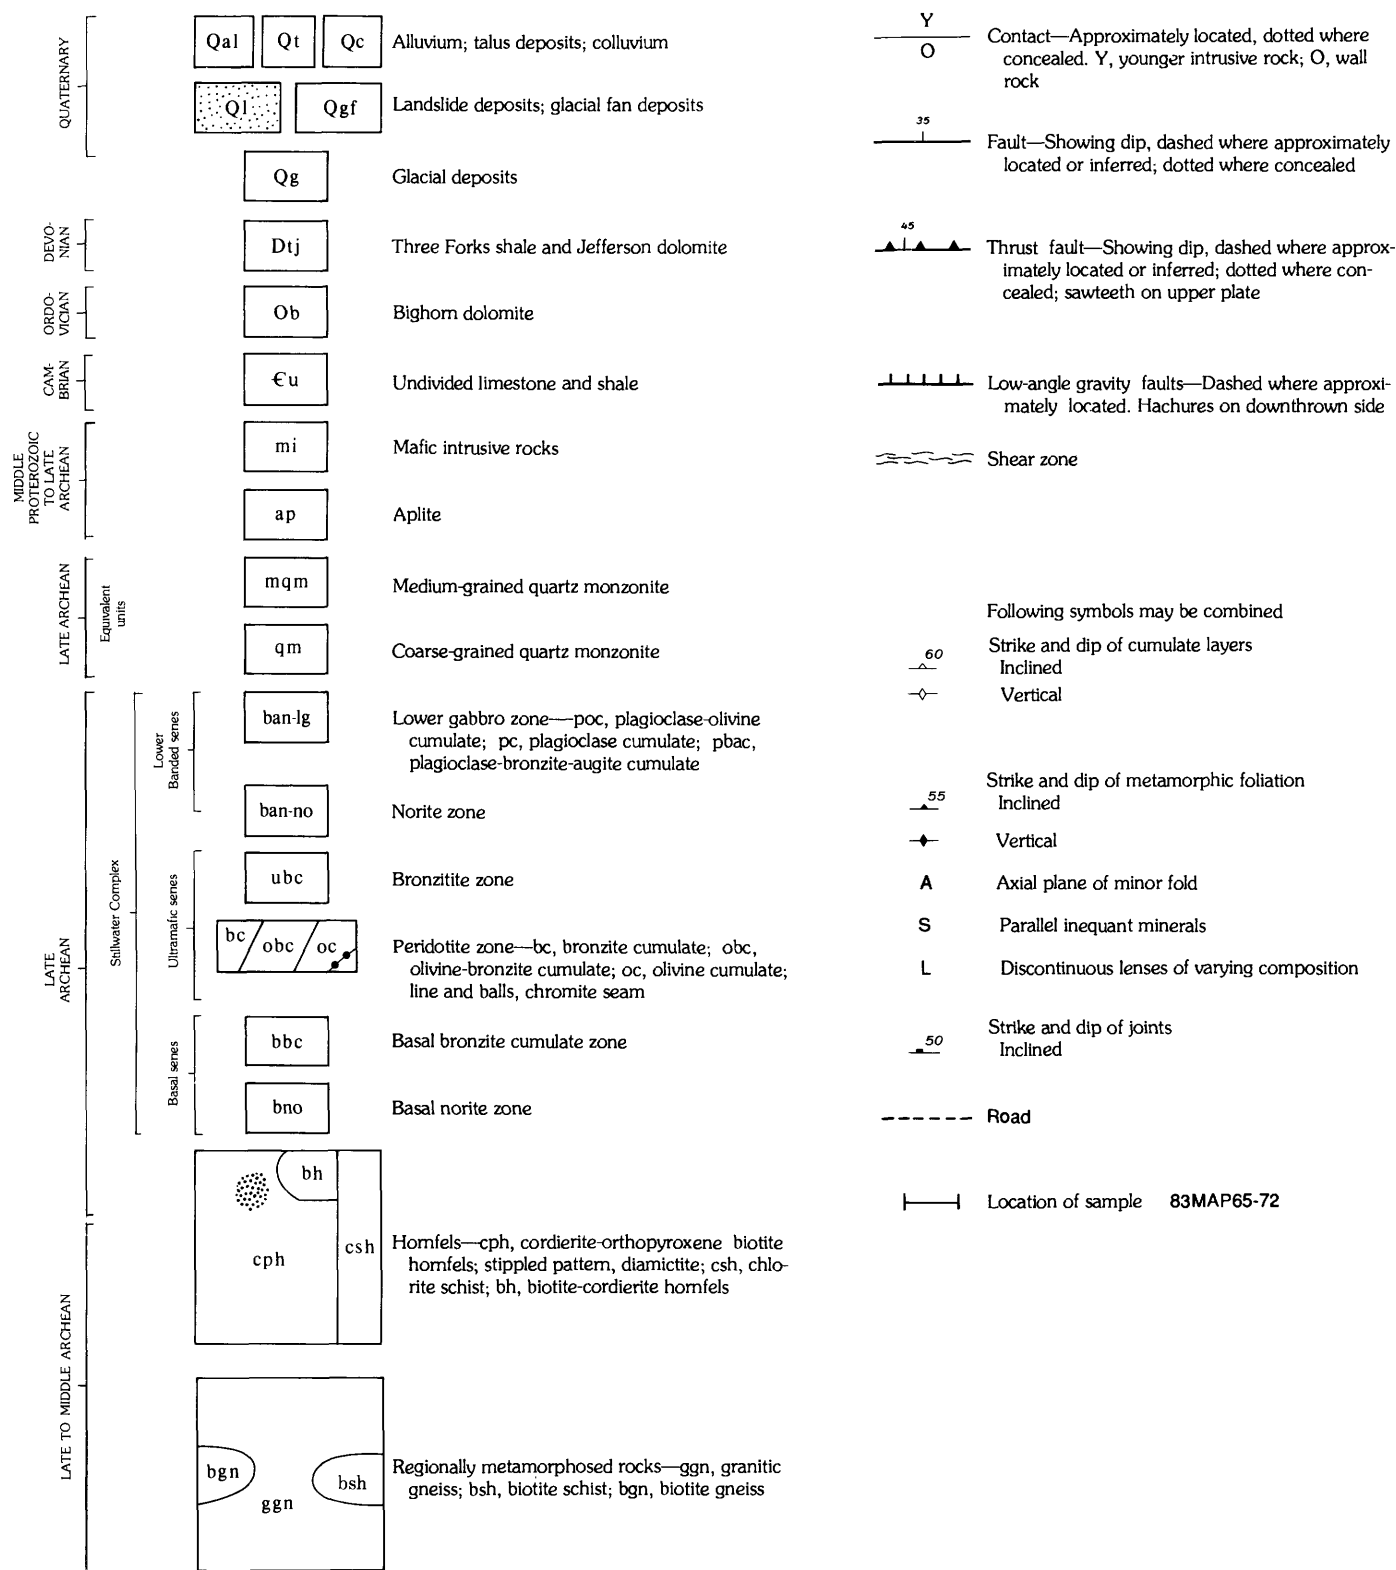 QUATERNARY
Qal Qt Qc Alluvium; talus deposits; colluvium
Ql Qgf Landslide deposits; glacial fan deposits
Qg Glacial deposits
DEVO-
NIAN
Dtj Three Forks shale and Jefferson dolomite
ORDO-
VICIAN
Ob Bighorn dolomite
CAM-
BRIAN
Єu Undivided limestone and shale
MIDDLE
PROTEROZOIC
TO LATE
ARCHEAN
mi Mafic intrusive rocks
ap Aplite
LATE ARCHEAN
Equivalent
units
mqm Medium-grained quartz monzonite
qm Coarse-grained quartz monzonite
LATE
ARCHEAN
Stillwater Complex
Lower
Banded senes
ban-lg Lower gabbro zone—poc, plagioclase-olivine
cumulate; pc, plagioclase cumulate; pbac,
plagioclase-bronzite-augite cumulate
ban-no Norite zone
Ultramafic senes
ubc Bronzitite zone
bc obc oc Peridotite zone—bc, bronzite cumulate; obc,
olivine-bronzite cumulate; oc, olivine cumulate;
line and balls, chromite seam
Basal senes
bbc Basal bronzite cumulate zone
bno Basal norite zone
LATE TO MIDDLE ARCHEAN
bh
cph csh Hornfels—cph, cordierite-orthopyroxene biotite
hornfels; stippled pattern, diamictite; csh, chlo-
rite schist; bh, biotite-cordierite hornfels
bgn ggn bsh Regionally metamorphosed rocks—ggn, granitic
gneiss; bsh, biotite schist; bgn, biotite gneiss
Y
O
Contact—Approximately located, dotted where
concealed. Y, younger intrusive rock; O, wall
rock
35
Fault—Showing dip, dashed where approximately
located or inferred; dotted where concealed
45
Thrust fault—Showing dip, dashed where approx-
imately located or inferred; dotted where con-
cealed; sawteeth on upper plate
Low-angle gravity faults—Dashed where approxi-
mately located. Hachures on downthrown side
Shear zone
Following symbols may be combined
Strike and dip of cumulate layers
60 Inclined
Vertical
Strike and dip of metamorphic foliation
55 Inclined
Vertical
A Axial plane of minor fold
S Parallel inequant minerals
L Discontinuous lenses of varying composition
Strike and dip of joints
50 Inclined
Road
Location of sample 83MAP65-72